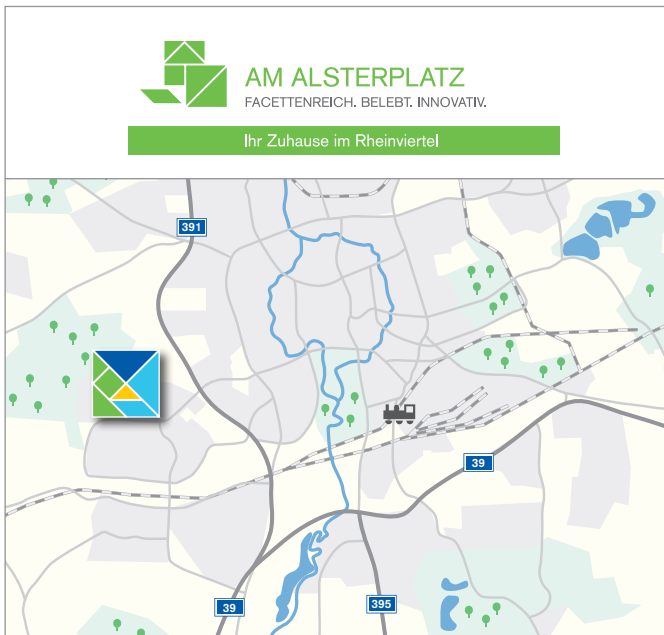 AM ALSTERPLATZ
FACETTENREICH. BELEBT. INNOVATIV.
Ihr Zuhause im Rheinviertel
391
39
39
395